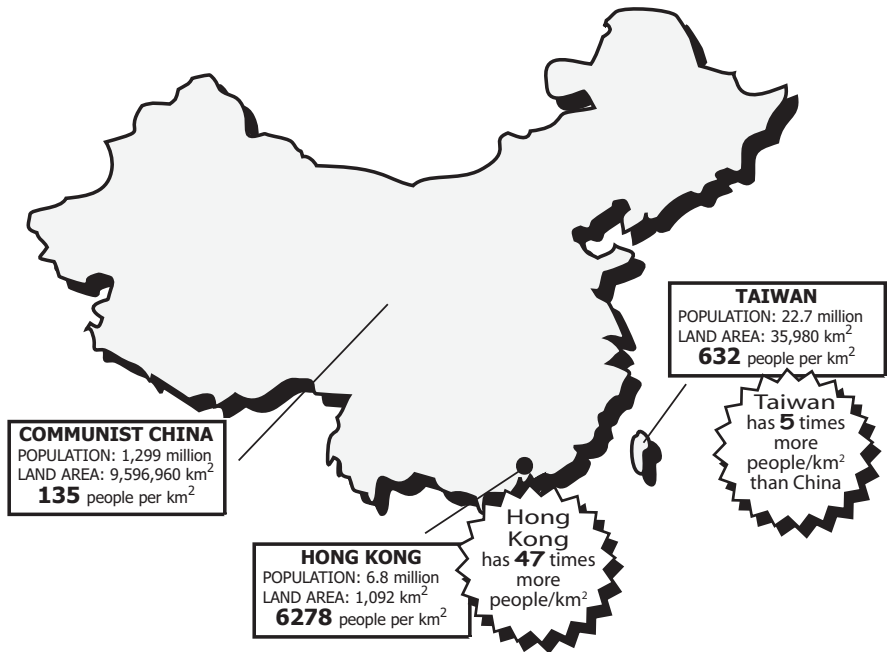 TAIWAN
POPULATION: 22.7 million
LAND AREA: 35,980 km²
632 people per km²
Taiwan
has 5 times
more
people/km²
than China
COMMUNIST CHINA
POPULATION: 1,299 million
LAND AREA: 9,596,960 km²
135 people per km²
HONG KONG
POPULATION: 6.8 million
LAND AREA: 1,092 km²
6278 people per km²
Hong
Kong
has 47 times
more
people/km²